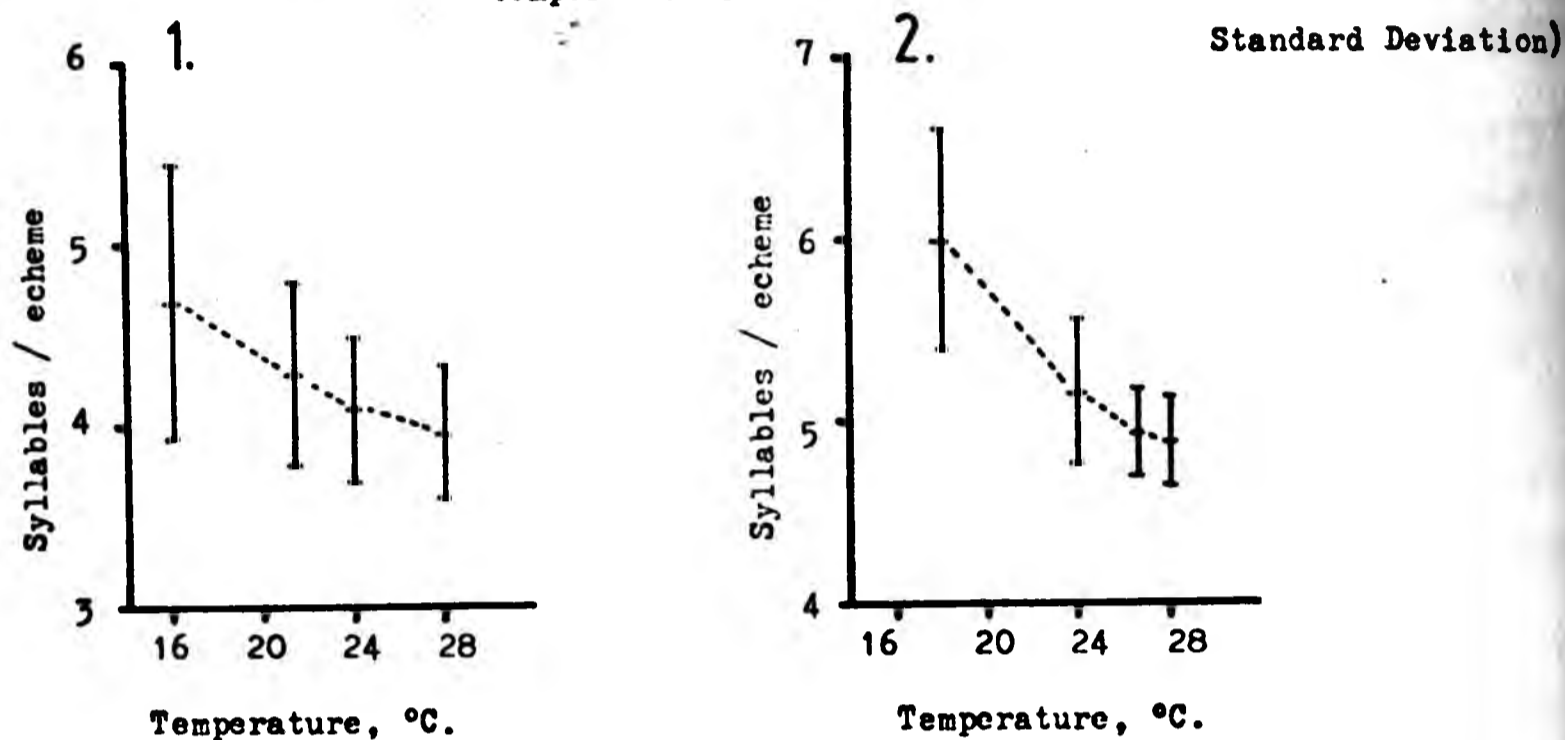 Standard Deviation)
1.
6
5
4
3
Syllables / echeme
16 20 24 28
Temperature, °C.
2.
7
6
5
4
Syllables / echeme
16 20 24 28
Temperature, °C.